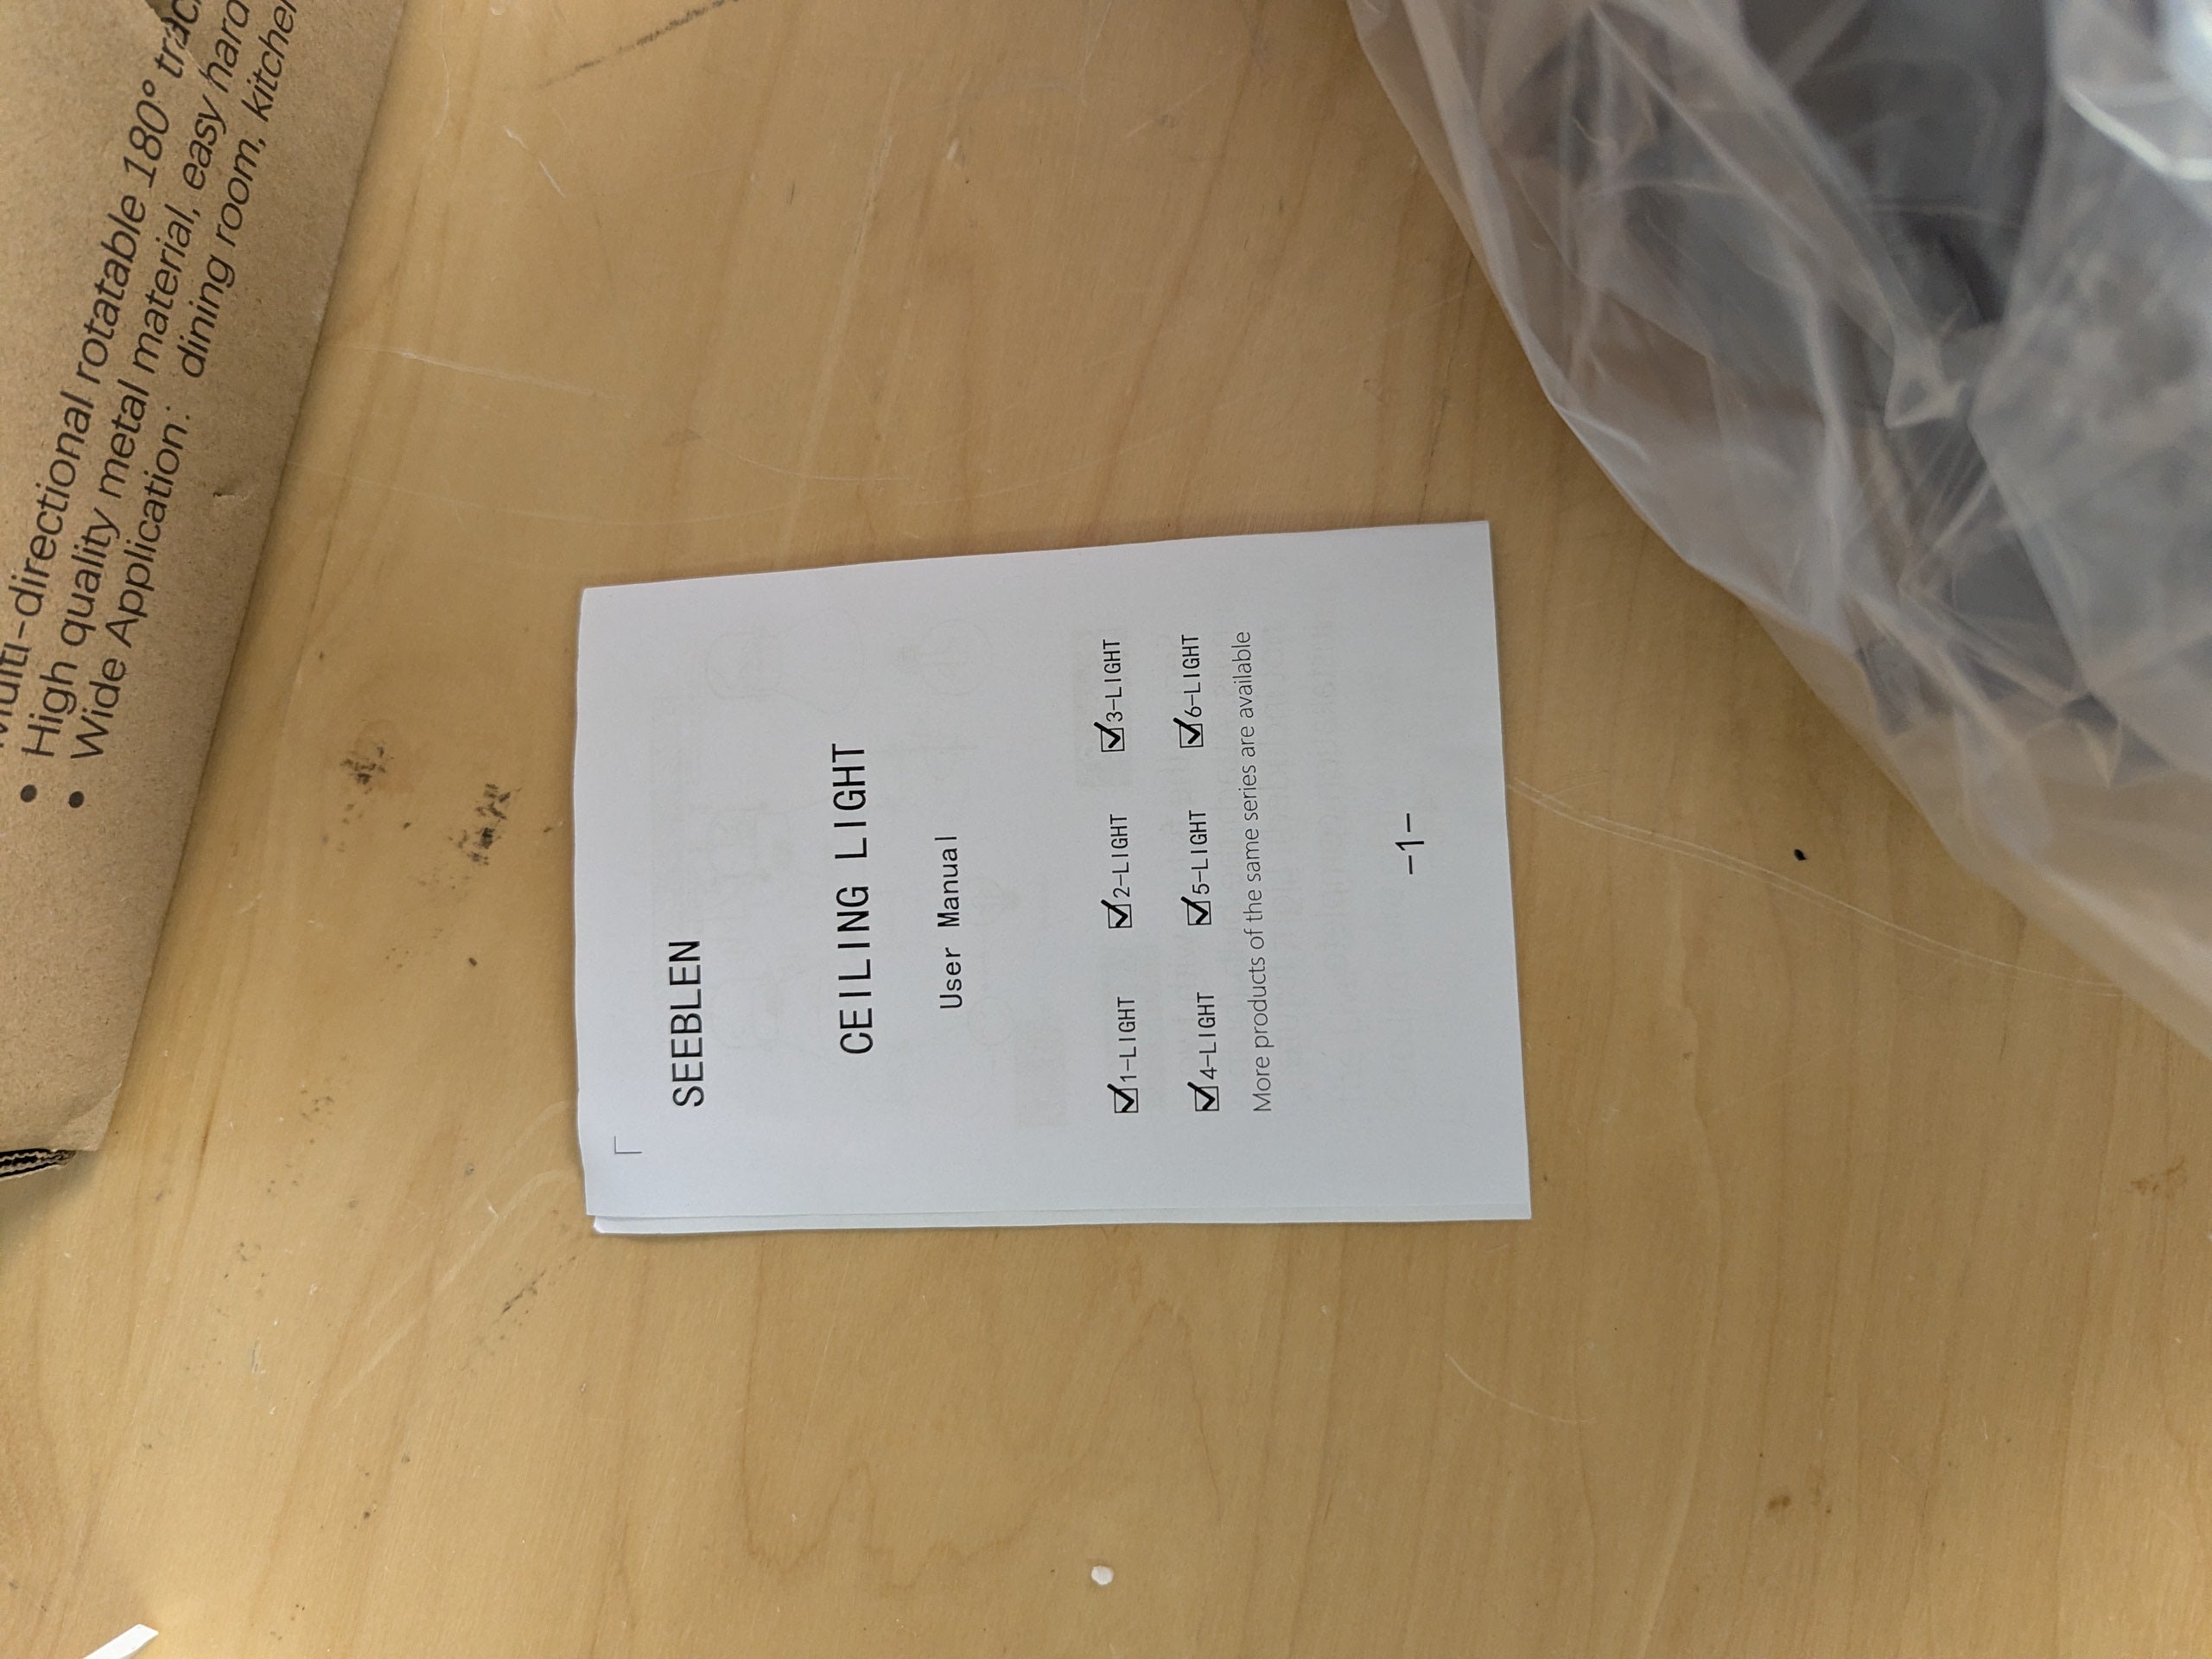 Multi-directional rotatable 180°
• High quality metal material, easy
• Wide Application: dining room,
SEEBLEN
CEILING LIGHT
User Manual
☑1-LIGHT ☑2-LIGHT ☑3-LIGHT
☑4-LIGHT ☑5-LIGHT ☑6-LIGHT
More products of the same series are available
-1-